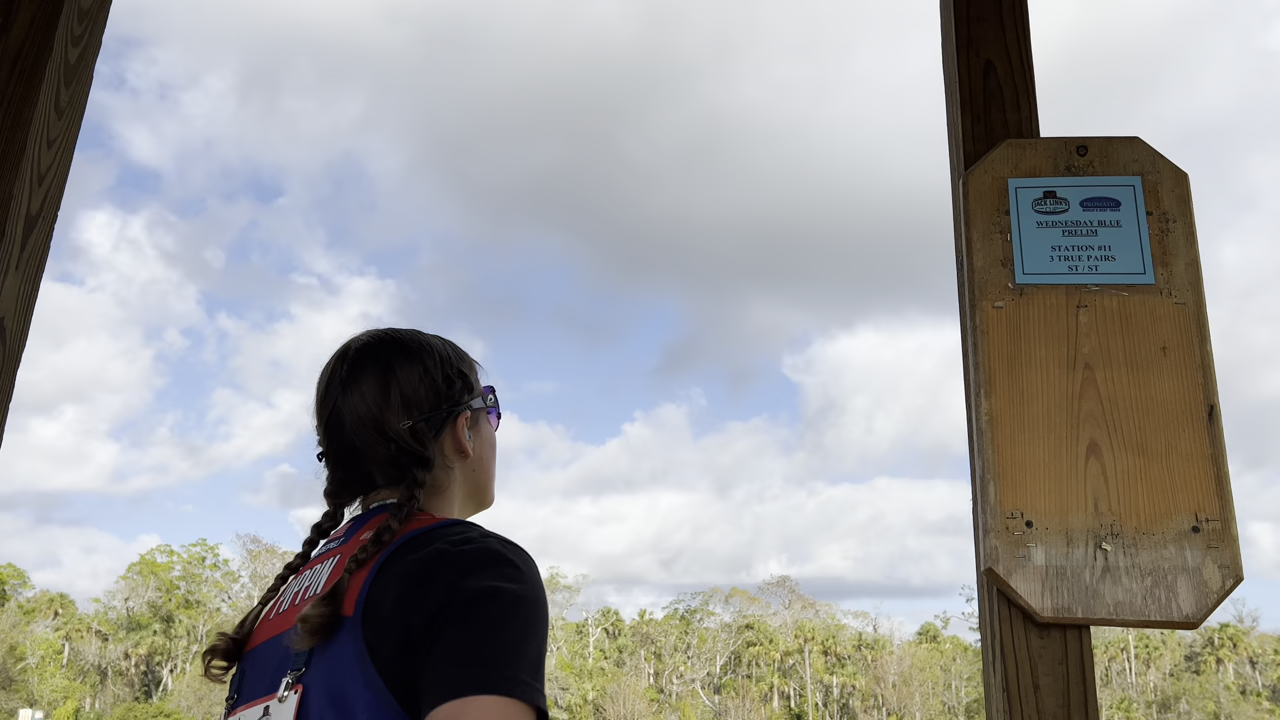 JACK LINK'S
PROMATIC
WEDNESDAY BLUE
PRELIM
STATION #11
3 TRUE PAIRS
ST / ST
PIPPIN